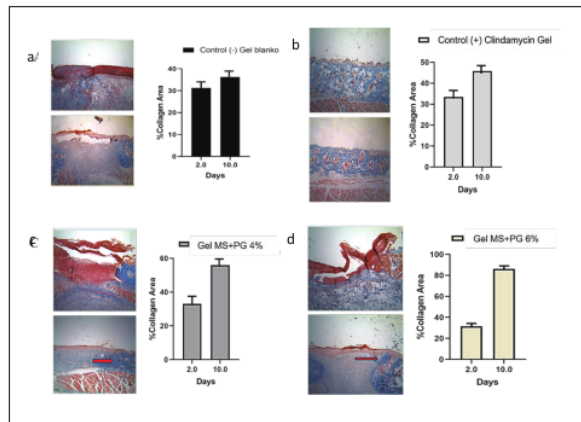 a
Control (-) Gel blanko
%Collagen Area
40
30
20
10
0
2.0 10.0
Days
b
Control (+) Clindamycin Gel
%Collagen Area
50
40
30
20
10
0
2.0 10.0
Days
Gel MS+PG 4%
%Collagen Area
60
40
20
0
2.0 10.0
Days
d
Gel MS+PG 6%
%Collagen Area
100
80
60
40
20
0
2.0 10.0
Days